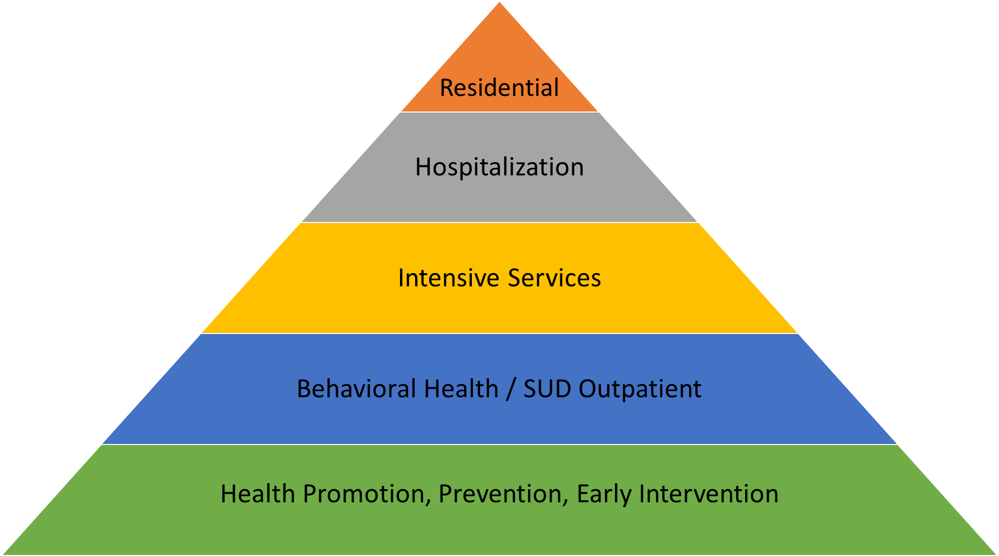 Residential
Hospitalization
Intensive Services
Behavioral Health / SUD Outpatient
Health Promotion, Prevention, Early Intervention